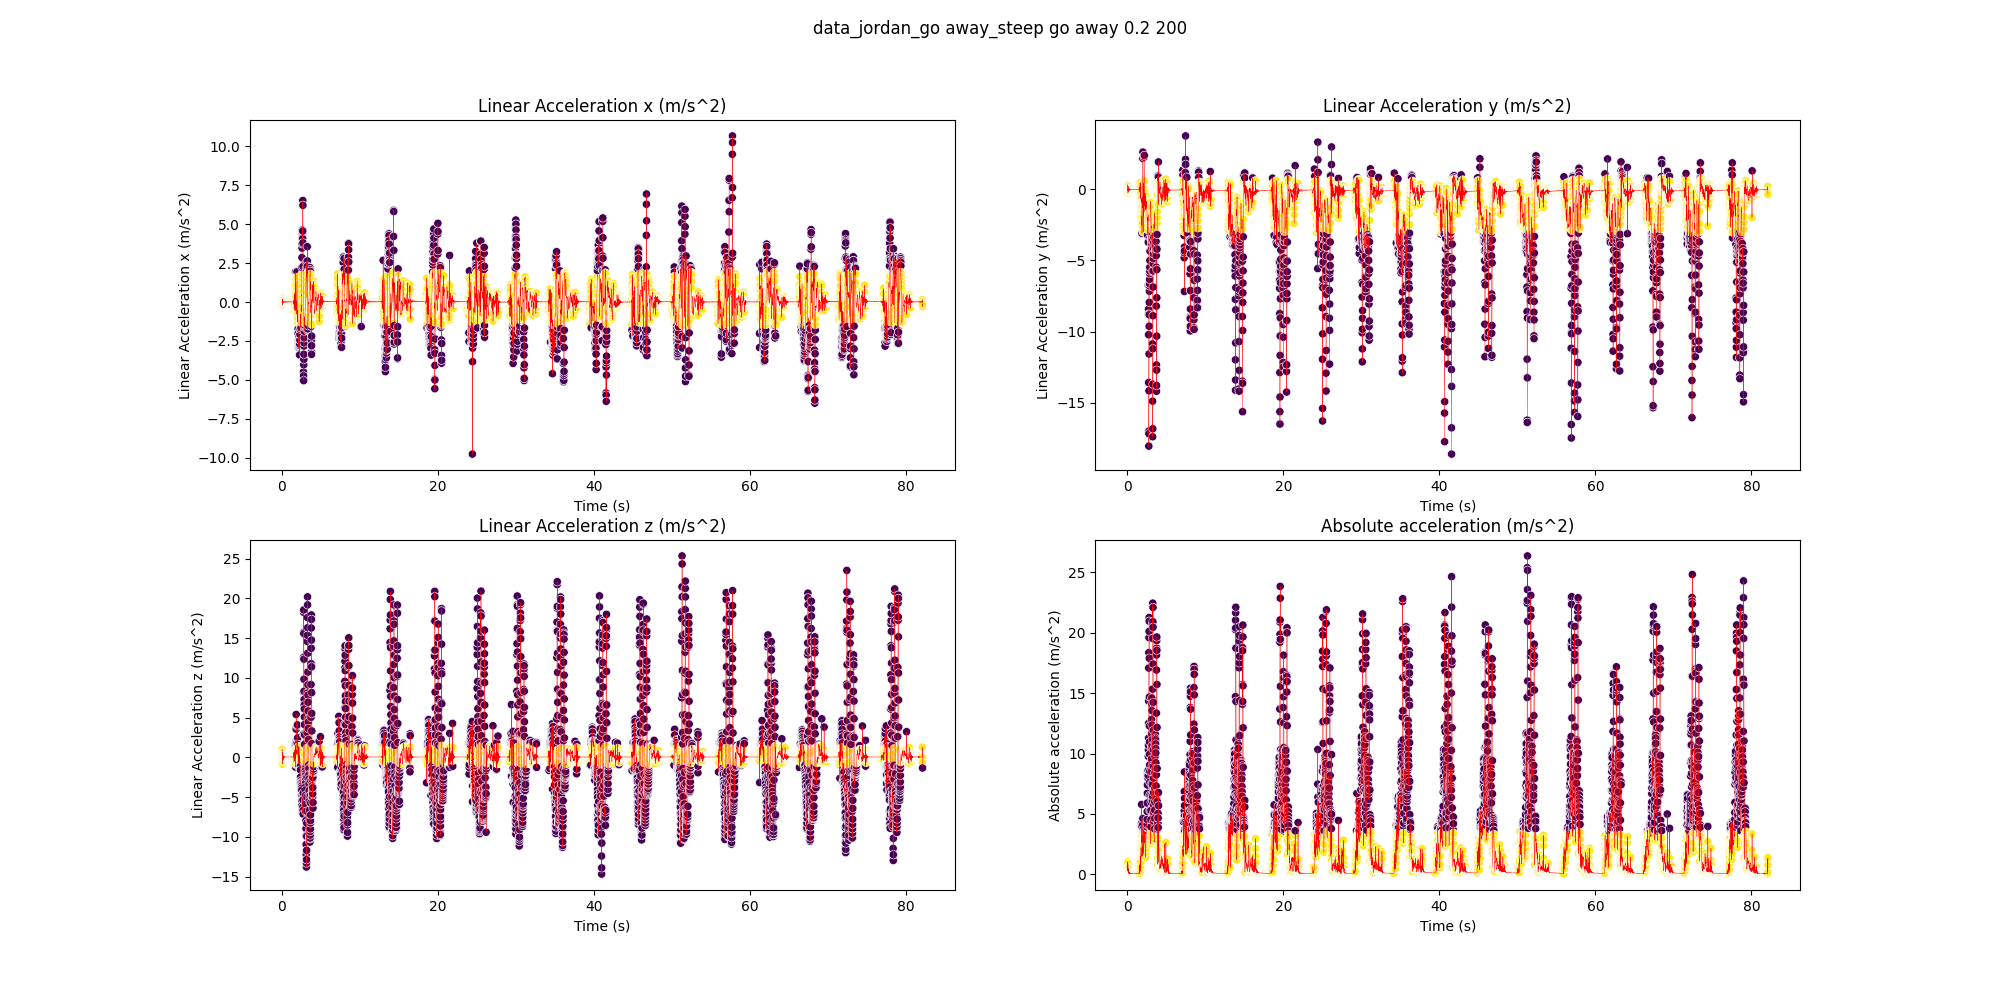 data_jordan_go away_steep go away 0.2 200
Linear Acceleration x (m/s^2)
Linear Acceleration x (m/s^2)
10.0
7.5
5.0
2.5
0.0
−2.5
−5.0
−7.5
−10.0
0 20 40 60 80
Time (s)
Linear Acceleration y (m/s^2)
Linear Acceleration y (m/s^2)
0
−5
−10
−15
0 20 40 60 80
Time (s)
Linear Acceleration z (m/s^2)
Linear Acceleration z (m/s^2)
25
20
15
10
5
0
−5
−10
−15
0 20 40 60 80
Time (s)
Absolute acceleration (m/s^2)
Absolute acceleration (m/s^2)
25
20
15
10
5
0
0 20 40 60 80
Time (s)